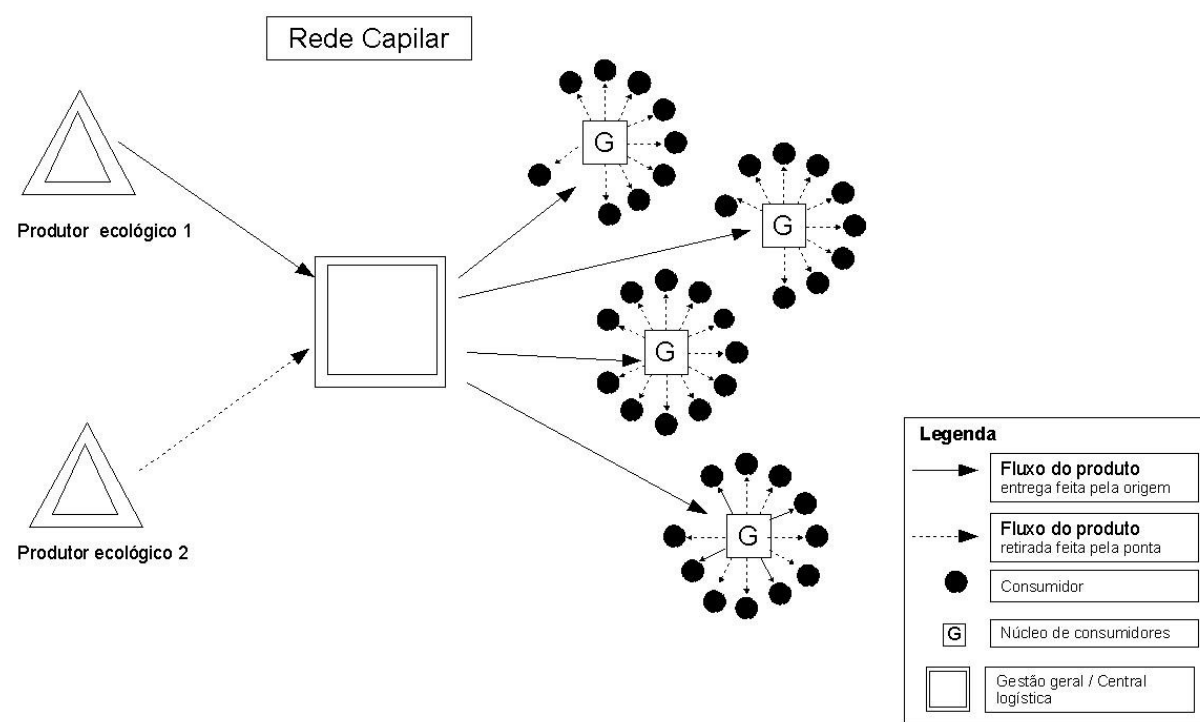 Rede Capilar
G
G
Produtor ecológico 1
G
G
Produtor ecológico 2
Legenda
Fluxo do produto
entrega feita pela origem
Fluxo do produto
retirada feita pela ponta
Consumidor
G
Núcleo de consumidores
Gestão geral / Central
logística